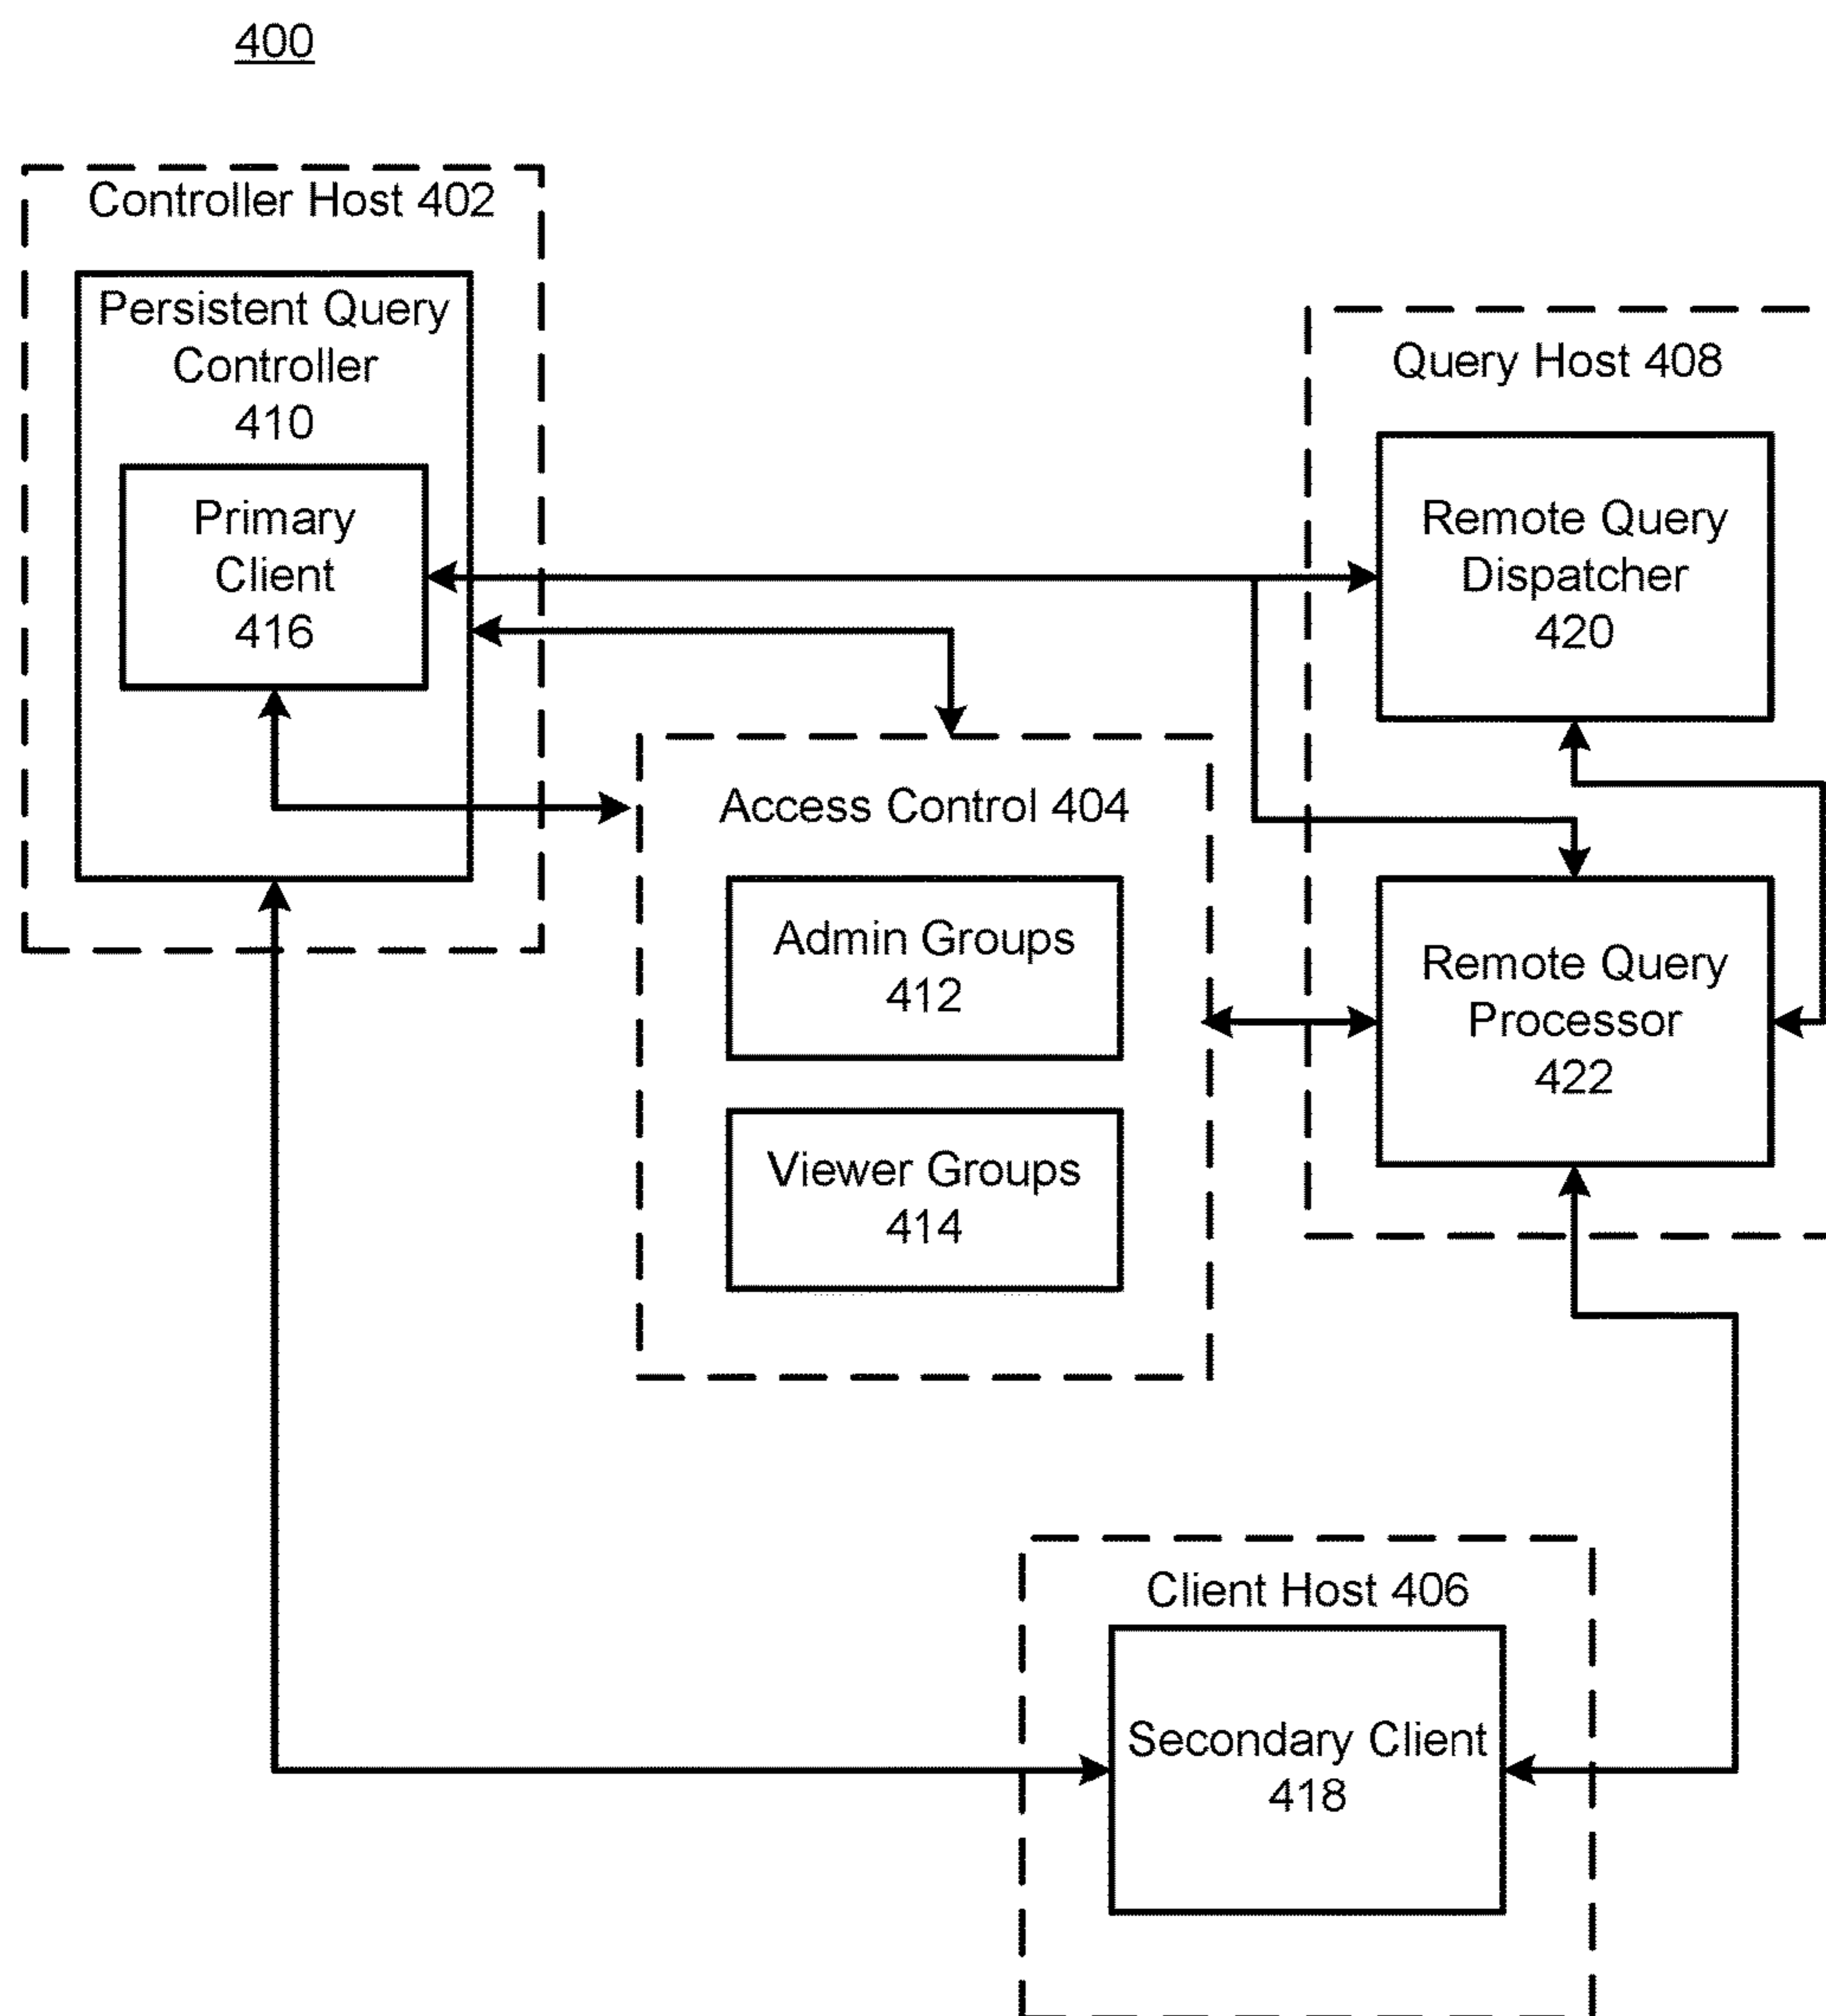 400
Controller Host 402
Persistent Query
Controller
410
Primary
Client
416
Query Host 408
Remote Query
Dispatcher
420
Access Control 404
Admin Groups
412
Viewer Groups
414
Remote Query
Processor
422
Client Host 406
Secondary Client
418